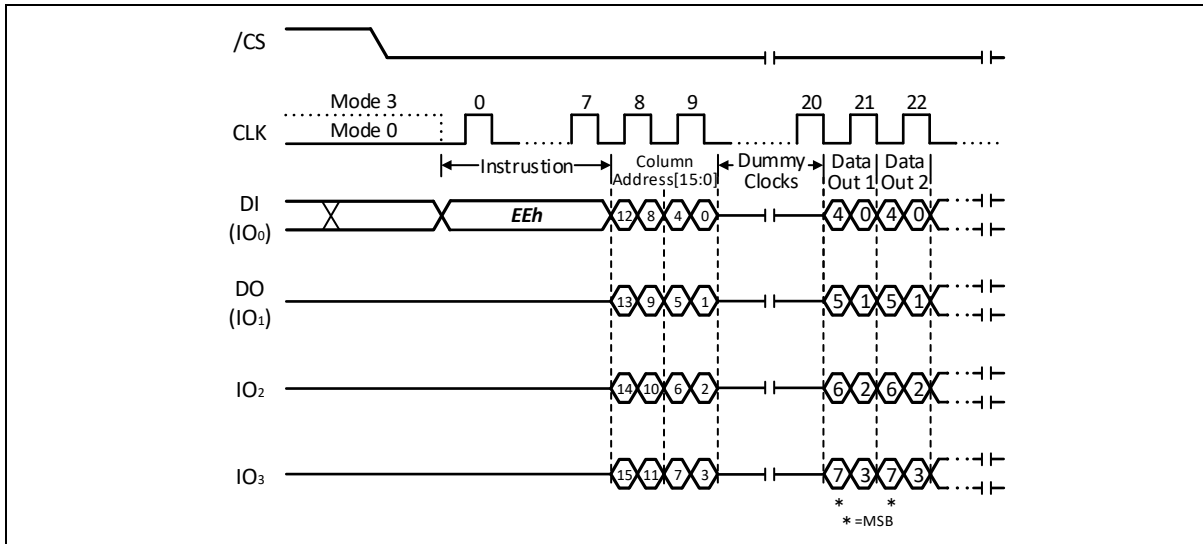 /CS
Mode 3 0 7 8 9 20 21 22
CLK Mode 0
Instrustion Column Address[15:0] Dummy Clocks Data Out 1 Data Out 2
DI (IO0) EEh 12 8 4 0 4 0 4 0
DO (IO1) 13 9 5 1 5 1 5 1
IO2 14 10 6 2 6 2 6 2
IO3 15 11 7 3 7 3 7 3
* *
* =MSB